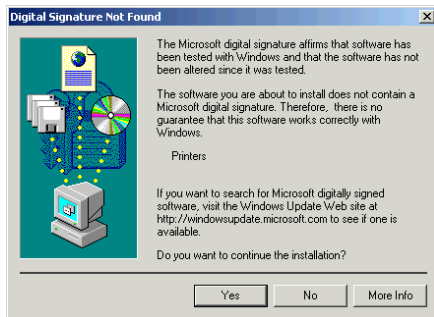 Digital Signature Not Found
The Microsoft digital signature affirms that software has
been tested with Windows and that the software has not
been altered since it was tested.
The software you are about to install does not contain a
Microsoft digital signature. Therefore, there is no
guarantee that this software works correctly with
Windows.
Printers
If you want to search for Microsoft digitally signed
software, visit the Windows Update Web site at
http://windowsupdate.microsoft.com to see if one is
available.
Do you want to continue the installation?
Yes No More Info